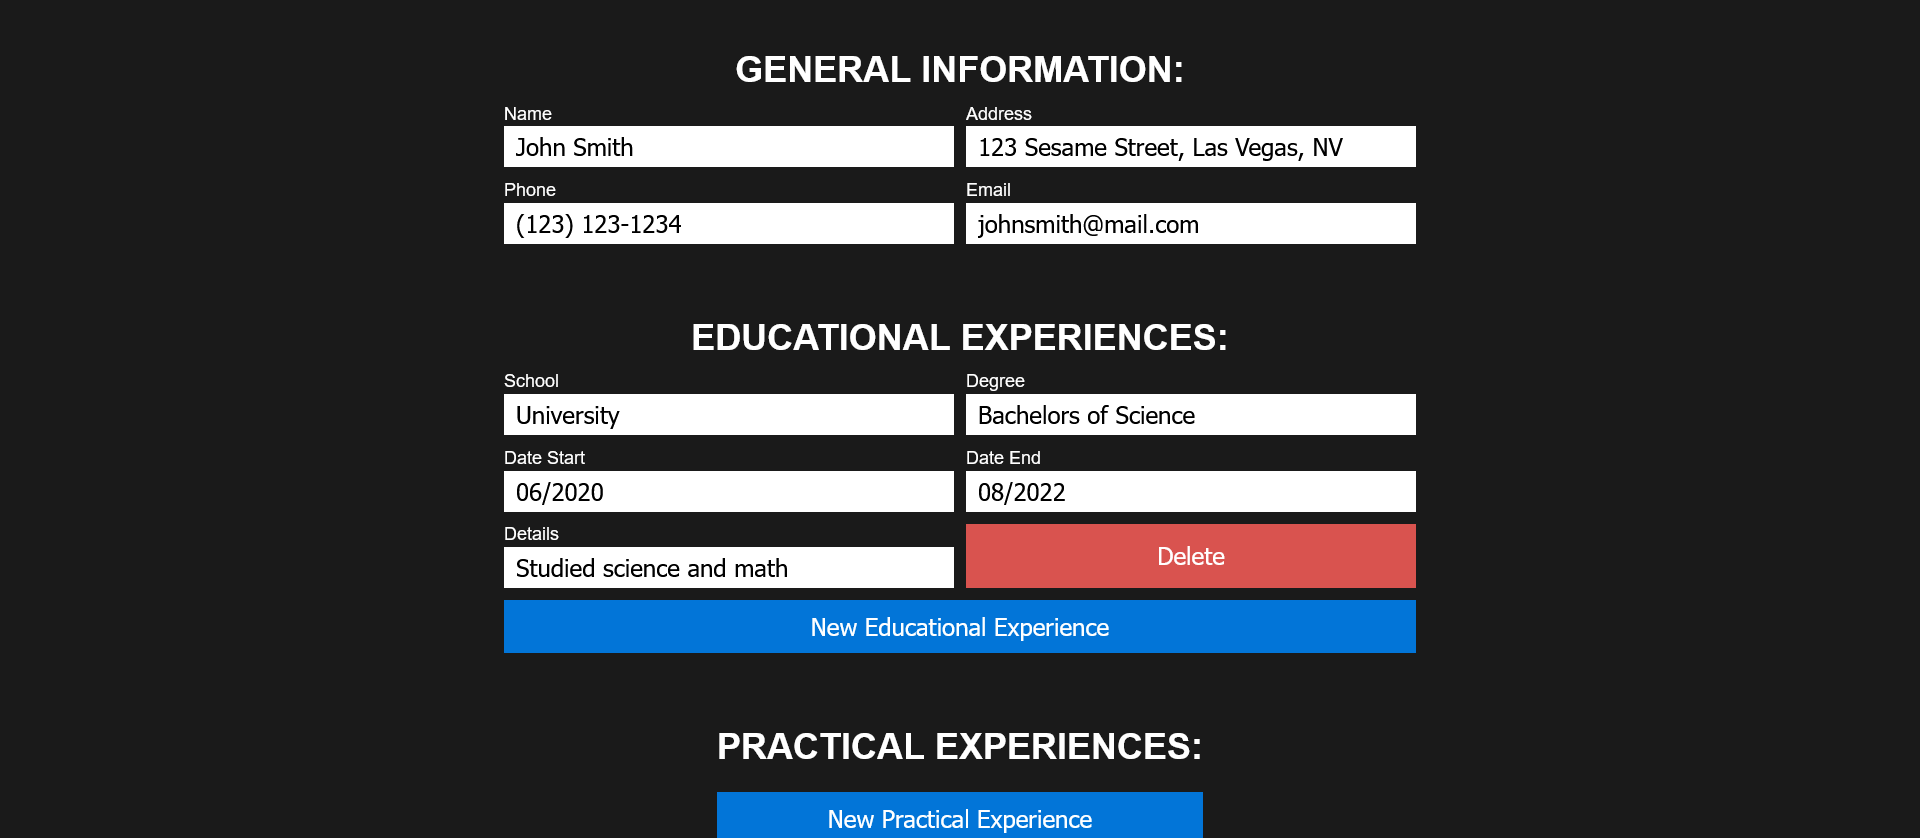 GENERAL INFORMATION:
Name
Address
John Smith
123 Sesame Street, Las Vegas, NV
Phone
Email
(123) 123-1234
johnsmith@mail.com
EDUCATIONAL EXPERIENCES:
School
Degree
University
Bachelors of Science
Date Start
Date End
06/2020
08/2022
Details
Studied science and math
Delete
New Educational Experience
PRACTICAL EXPERIENCES:
New Practical Experience